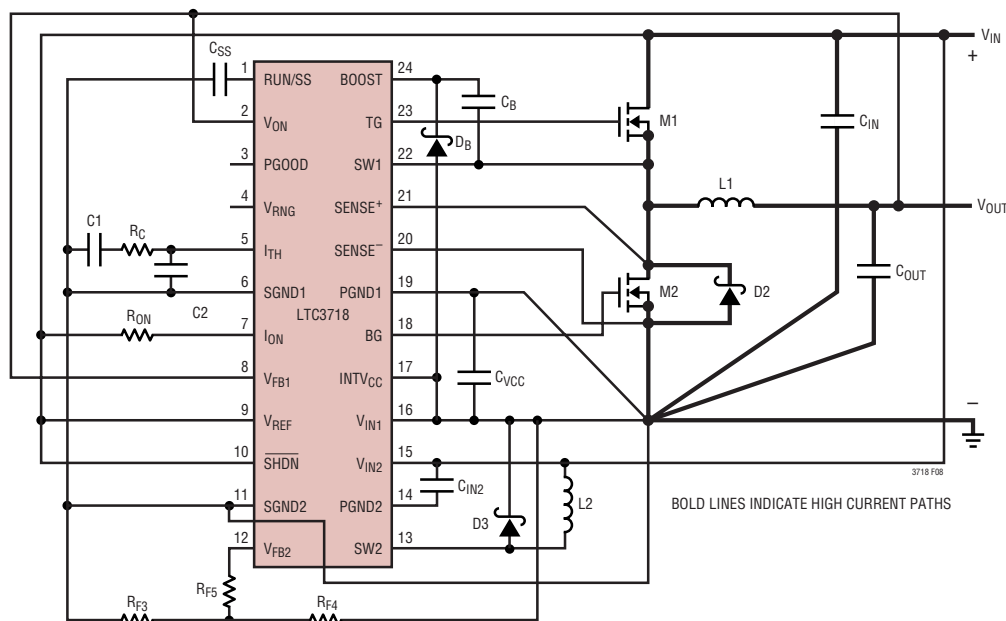 V_IN
+
C_SS
1 RUN/SS BOOST 24
C_B
2 V_ON TG 23
M1
C_IN
D_B
3 PGOOD SW1 22
L1
4 V_RNG SENSE+ 21
V_OUT
C1
R_C
5 I_TH SENSE− 20
C_OUT
D2
6 SGND1 PGND1 19
M2
C2
LTC3718
R_ON
7 I_ON BG 18
8 V_FB1 INTV_CC 17
C_VCC
−
9 V_REF V_IN1 16
10 S̅H̅D̅N̅ V_IN2 15
3718 F08
C_IN2
L2
BOLD LINES INDICATE HIGH CURRENT PATHS
11 SGND2 PGND2 14
D3
12 V_FB2 SW2 13
R_F5
R_F3
R_F4